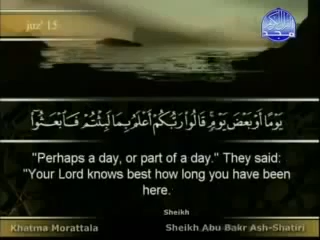 juz' 15
المجد
يَوْمًا أَوْ بَعْضَ يَوْمٍ قَالُوا رَبُّكُمْ أَعْلَمُ بِمَا لَبِثْتُمْ فَابْعَثُوا
"Perhaps a day, or part of a day." They said:
"Your Lord knows best how long you have been
here.
Sheikh
Khatma Morattala
Sheikh Abu Bakr Ash-Shatiri